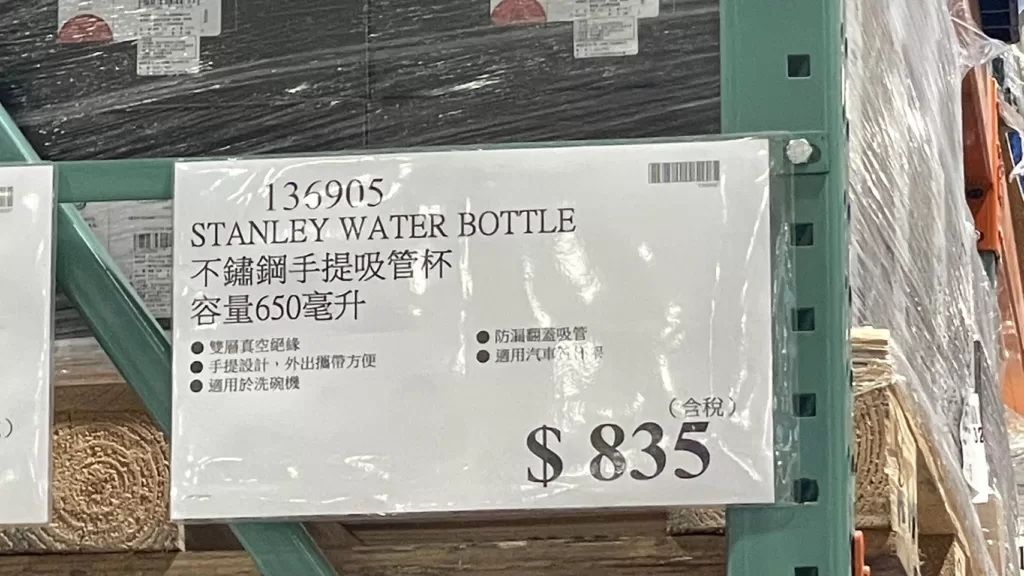 136905
STANLEY WATER BOTTLE
不鏽鋼手提吸管杯
容量650毫升
● 雙層真空絕緣
● 手提設計，外出攜帶方便
● 適用於洗碗機
● 防漏翻蓋吸管
● 適用汽車
（含稅）
$ 835